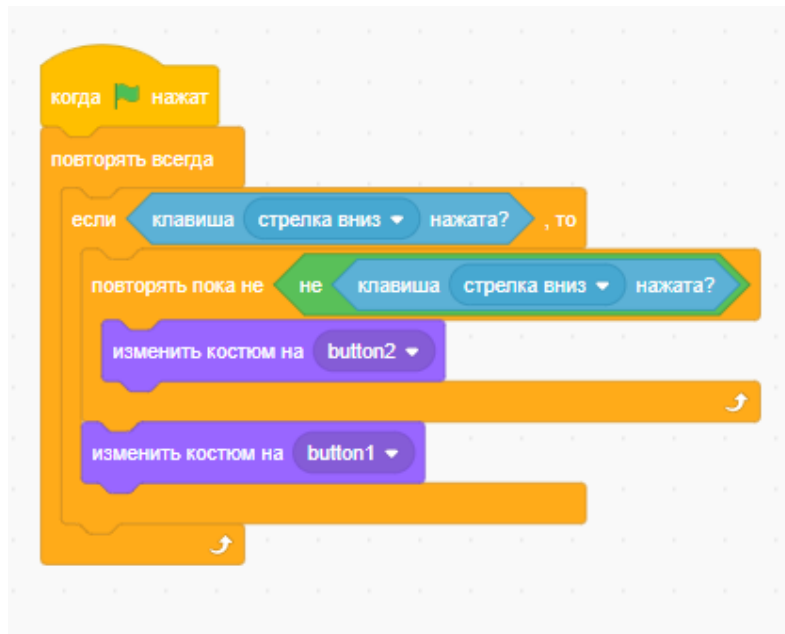 когда нажат
повторять всегда
если клавиша стрелка вниз нажата? , то
повторять пока не не клавиша стрелка вниз нажата?
изменить костюм на button2
изменить костюм на button1